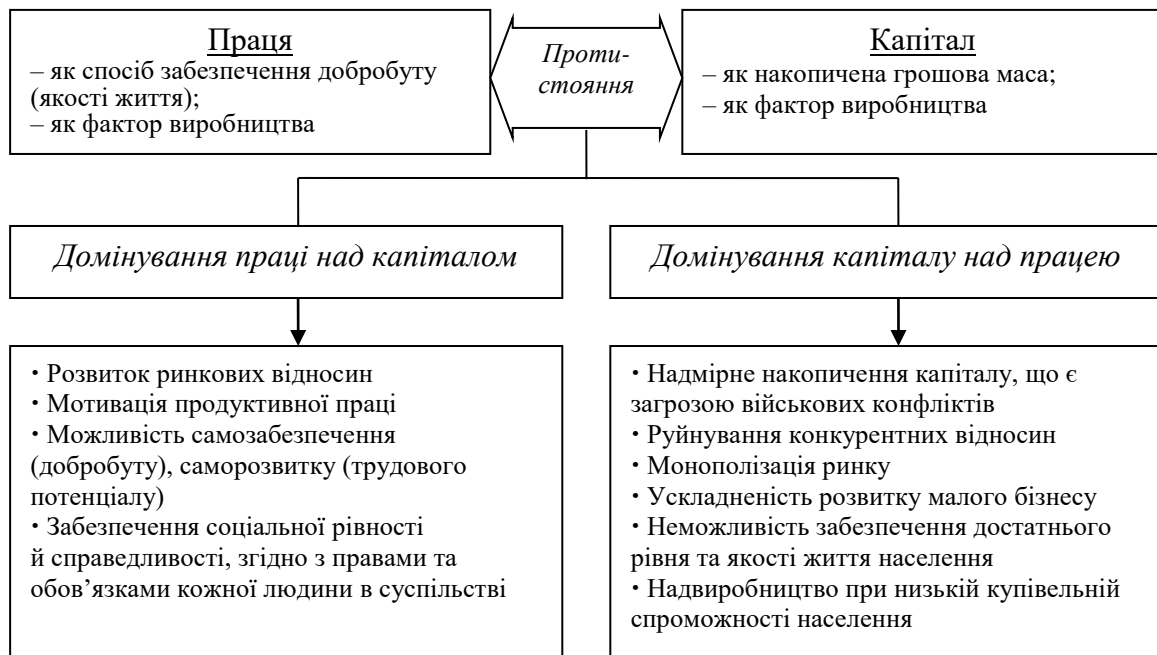 Праця
– як спосіб забезпечення добробуту
(якості життя);
– як фактор виробництва
Проти-
стояння
Капітал
– як накопичена грошова маса;
– як фактор виробництва
Домінування праці над капіталом
Домінування капіталу над працею
· Розвиток ринкових відносин
· Мотивація продуктивної праці
· Можливість самозабезпечення
(добробуту), саморозвитку (трудового
потенціалу)
· Забезпечення соціальної рівності
й справедливості, згідно з правами та
обов’язками кожної людини в суспільстві
· Надмірне накопичення капіталу, що є
загрозою військових конфліктів
· Руйнування конкурентних відносин
· Монополізація ринку
· Ускладненість розвитку малого бізнесу
· Неможливість забезпечення достатнього
рівня та якості життя населення
· Надвиробництво при низькій купівельній
спроможності населення